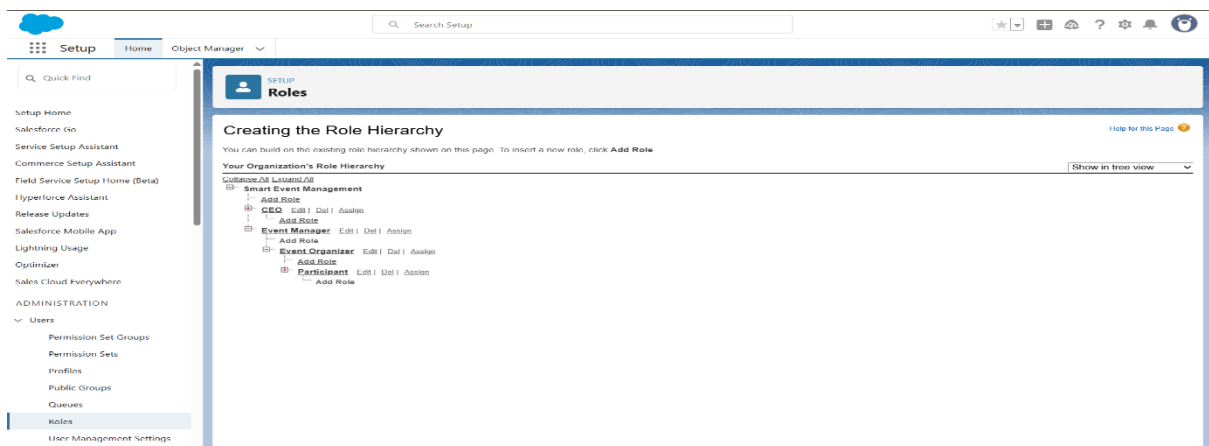 Search Setup
Setup Home Object Manager
Quick Find
Setup Home
Salesforce Go
Service Setup Assistant
Commerce Setup Assistant
Field Service Setup Home (Beta)
Hyperforce Assistant
Release Updates
Salesforce Mobile App
Lightning Usage
Optimizer
Sales Cloud Everywhere
ADMINISTRATION
Users
Permission Set Groups
Permission Sets
Profiles
Public Groups
Queues
Roles
User Management Settings
SETUP
Roles
Creating the Role Hierarchy
Help for this Page ?
You can build on the existing role hierarchy shown on this page. To insert a new role, click Add Role
Your Organization's Role Hierarchy
Show in tree view
Collapse All Expand All
Smart Event Management
Add Role
CEO Edit | Del | Assign
Add Role
Event Manager Edit | Del | Assign
Add Role
Event Organizer Edit | Del | Assign
Add Role
Participant Edit | Del | Assign
Add Role